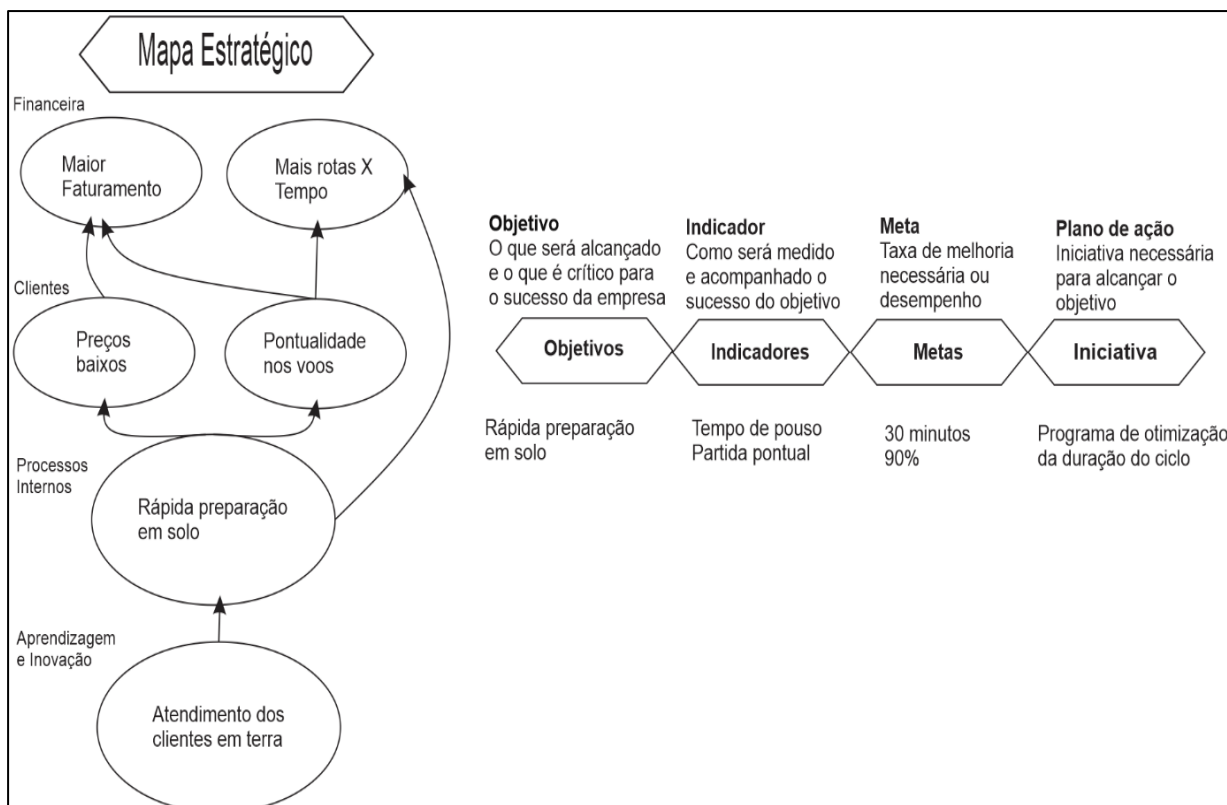 Mapa Estratégico
Financeira
Maior
Faturamento
Mais rotas X
Tempo
Clientes
Preços
baixos
Pontualidade
nos voos
Processos
Internos
Rápida preparação
em solo
Aprendizagem
e Inovação
Atendimento dos
clientes em terra
Objetivo
O que será alcançado
e o que é crítico para
o sucesso da empresa
Indicador
Como será medido
e acompanhado o
sucesso do objetivo
Meta
Taxa de melhoria
necessária ou
desempenho
Plano de ação
Iniciativa necessária
para alcançar o
objetivo
Objetivos
Indicadores
Metas
Iniciativa
Rápida preparação
em solo
Tempo de pouso
Partida pontual
30 minutos
90%
Programa de otimização
da duração do ciclo